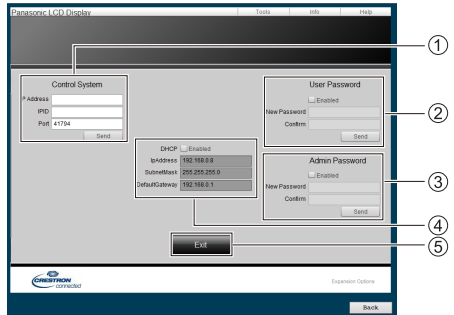 Panasonic LCD Display
Tools Info Help
①
Control System
IP Address
IPID
Port 41794
Send
User Password
Enabled
New Password
Confirm
Send
②
DHCP Enabled
IpAddress 192.168.0.8
SubnetMask 255.255.255.0
DefaultGateway 192.168.0.1
Admin Password
Enabled
New Password
Confirm
Send
③
④
Exit
⑤
CRESTRON
connected
Expansion Options
Back